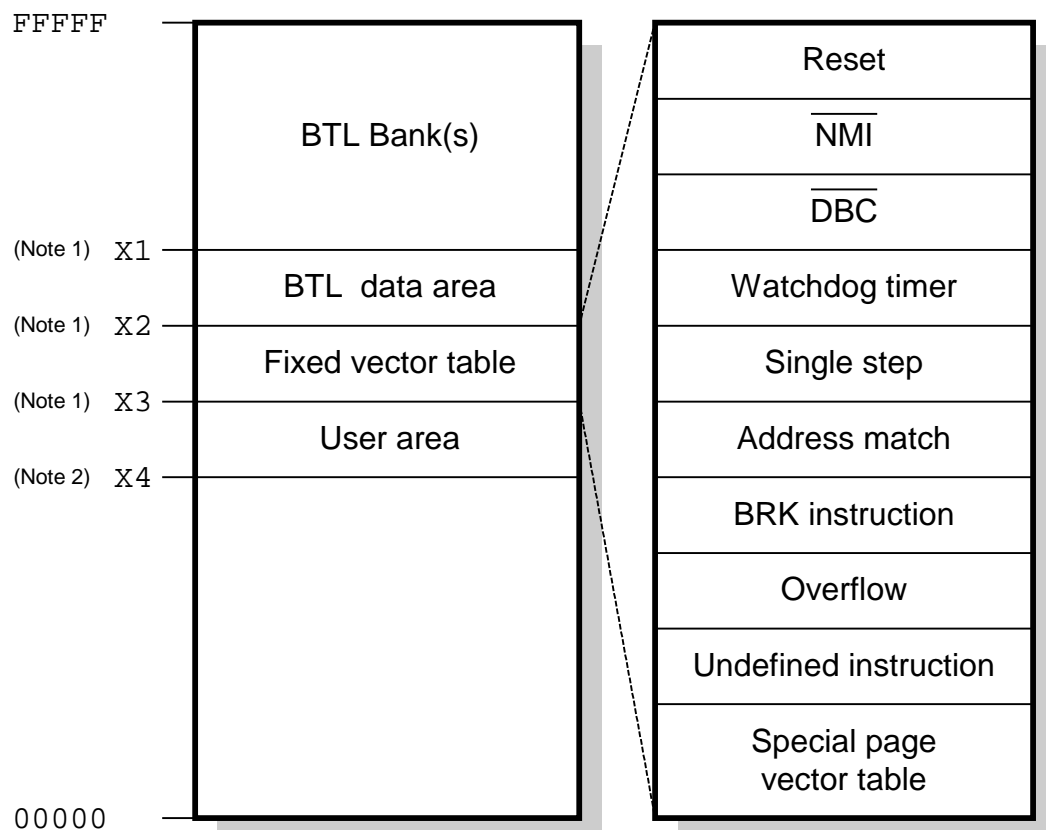 FFFFF
BTL Bank(s)
(Note 1) X1
BTL data area
(Note 1) X2
Fixed vector table
(Note 1) X3
User area
(Note 2) X4
00000
Reset
NMI
DBC
Watchdog timer
Single step
Address match
BRK instruction
Overflow
Undefined instruction
Special page
vector table